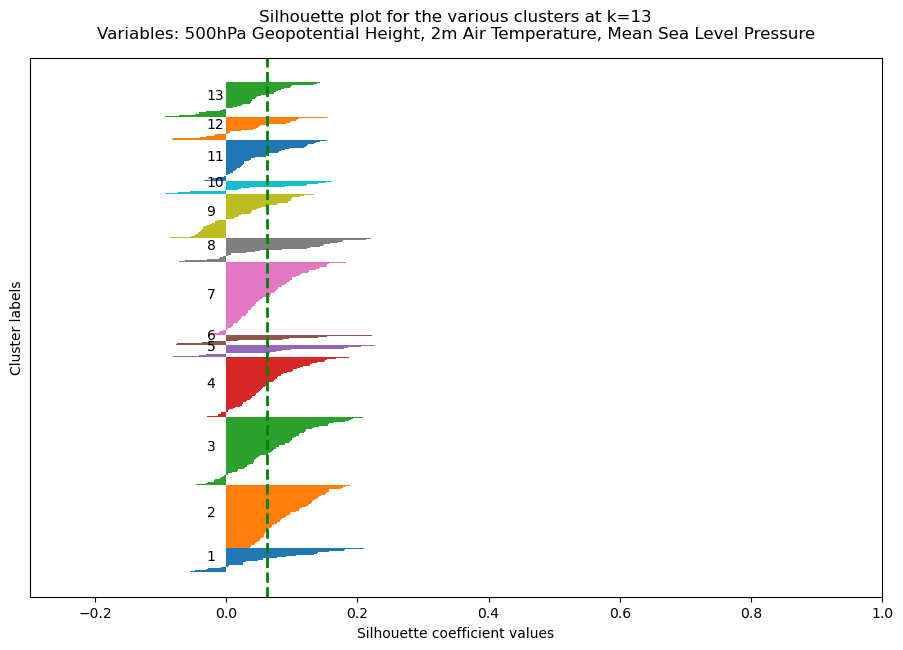 Silhouette plot for the various clusters at k=13
Variables: 500hPa Geopotential Height, 2m Air Temperature, Mean Sea Level Pressure
13
12
11
10
9
8
7
6
5
4
3
2
1
Cluster labels
−0.2 0.0 0.2 0.4 0.6 0.8 1.0
Silhouette coefficient values